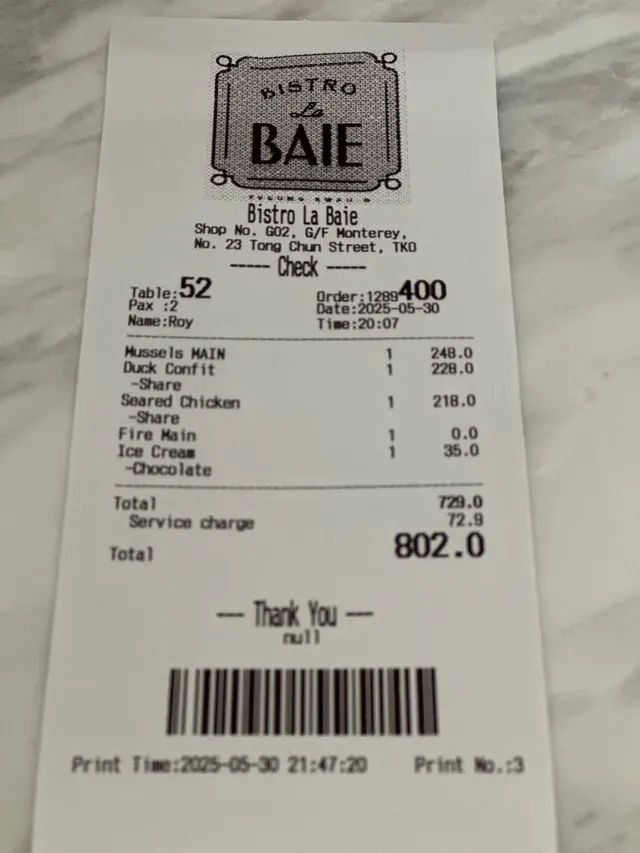 BISTRO
La
BAIE
Bistro La Baie
Shop No. G02, G/F Monterey,
No. 23 Tong Chun Street, TKO
----- Check -----
Table:52 Order:1289400
Pax :2 Date:2025-05-30
Name:Roy Time:20:07
Mussels MAIN 1 248.0
Duck Confit 1 228.0
-Share
Seared Chicken 1 218.0
-Share
Fire Main 1 0.0
Ice Cream 1 35.0
-Chocolate
Total 729.0
Service charge 72.9
Total 802.0
--- Thank You ---
null
Print Time:2025-05-30 21:47:20 Print No.:3